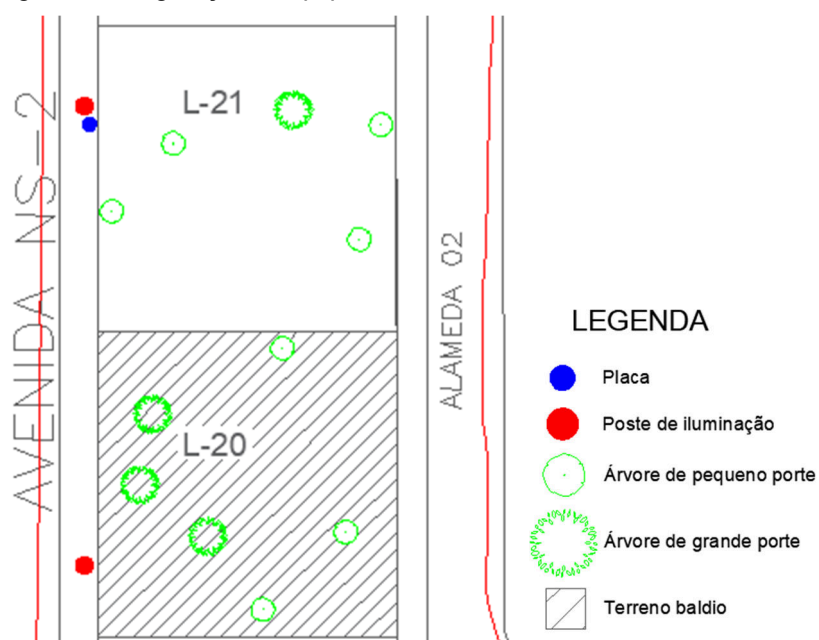 L-21
AVENIDA NS-2
ALAMEDA 02
L-20
LEGENDA
Placa
Poste de iluminação
Árvore de pequeno porte
Árvore de grande porte
Terreno baldio